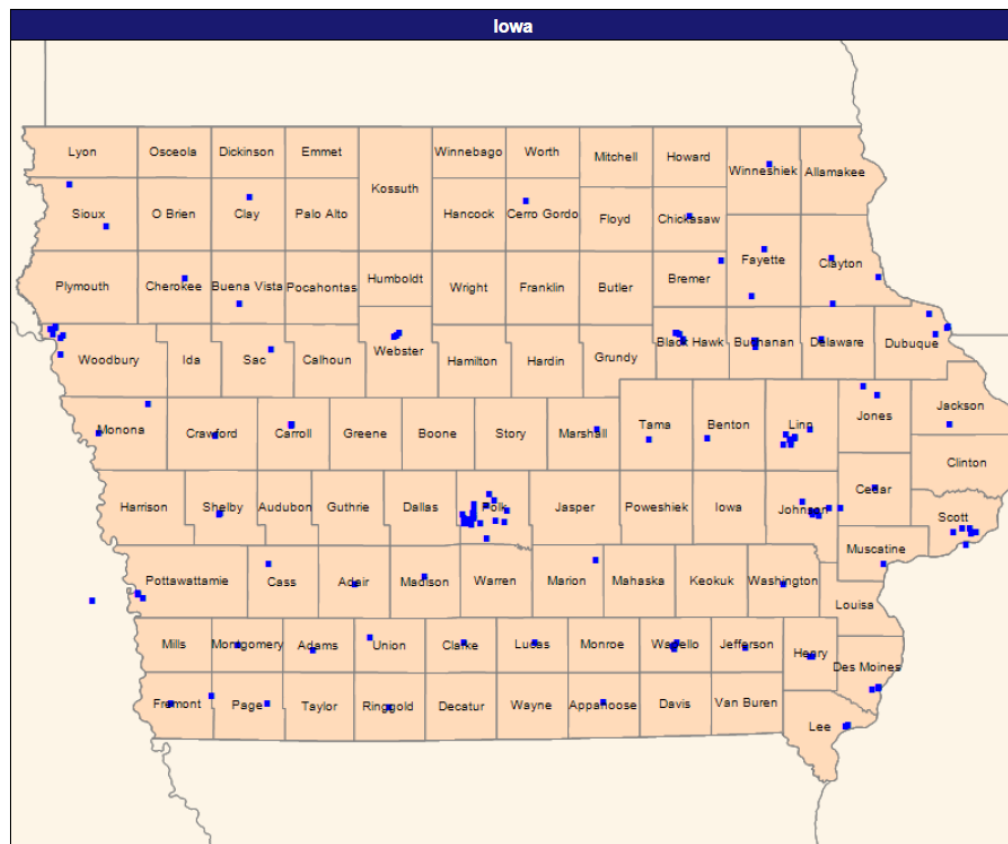 Iowa
Lyon Osceola Dickinson Emmet Kossuth Winnebago Worth Mitchell Howard Winneshiek Allamakee
Sioux O Brien Clay Palo Alto Hancock Cerro Gordo Floyd Chickasaw
Plymouth Cherokee Buena Vista Pocahontas Humboldt Wright Franklin Butler Bremer Fayette Clayton
Woodbury Ida Sac Calhoun Webster Hamilton Hardin Grundy Black Hawk Buchanan Delaware Dubuque
Monona Crawford Carroll Greene Boone Story Marshall Tama Benton Linn Jones Jackson
Clinton
Harrison Shelby Audubon Guthrie Dallas Polk Jasper Poweshiek Iowa Johnson Cedar Scott
Muscatine
Pottawattamie Cass Adair Madison Warren Marion Mahaska Keokuk Washington Louisa
Mills Montgomery Adams Union Clarke Lucas Monroe Wapello Jefferson Henry Des Moines
Fremont Page Taylor Ringgold Decatur Wayne Appanoose Davis Van Buren Lee